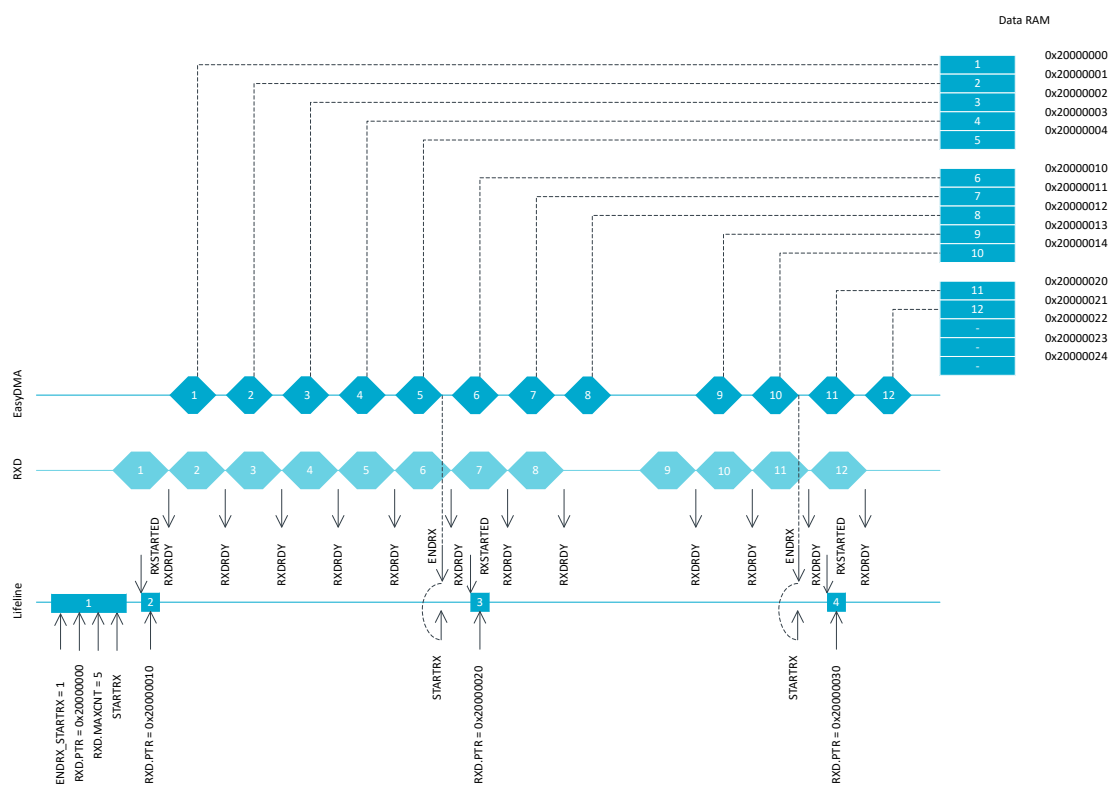 Data RAM
1
0x20000000
2
0x20000001
3
0x20000002
4
0x20000003
5
0x20000004
6
0x20000010
7
0x20000011
8
0x20000012
9
0x20000013
10
0x20000014
11
0x20000020
12
0x20000021
-
0x20000022
-
0x20000023
-
0x20000024
EasyDMA
1 2 3 4 5 6 7 8 9 10 11 12
RXD
1 2 3 4 5 6 7 8 9 10 11 12
RXSTARTED
RXDRDY
RXDRDY
RXDRDY
RXDRDY
RXDRDY
ENDRX
RXDRDY
RXSTARTED
RXDRDY
RXDRDY
RXDRDY
RXDRDY
ENDRX
RXDRDY
RXSTARTED
RXDRDY
Lifeline
1 2 3 4
ENDRX_STARTRX = 1
RXD.PTR = 0x20000000
RXD.MAXCNT = 5
STARTRX
RXD.PTR = 0x20000010
STARTRX
RXD.PTR = 0x20000020
STARTRX
RXD.PTR = 0x20000030